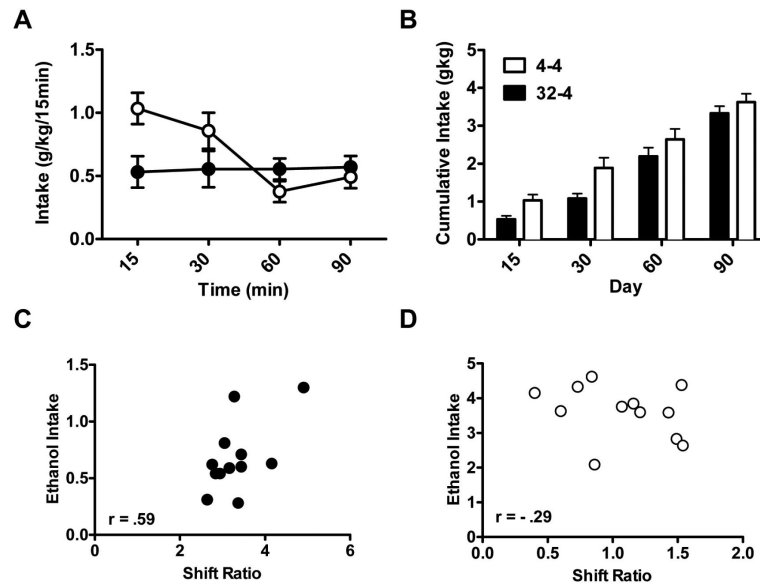 A
Intake (g/kg/15min)
1.5
1.0
0.5
0.0
15
30
60
90
Time (min)
B
Cumulative Intake (gkg)
5
4
3
2
1
0
4-4
32-4
15
30
60
90
Day
C
Ethanol Intake
1.5
1.0
0.5
0.0
r = .59
0
2
4
6
Shift Ratio
D
Ethanol Intake
5
4
3
2
1
0
r = - .29
0.0
0.5
1.0
1.5
2.0
Shift Ratio